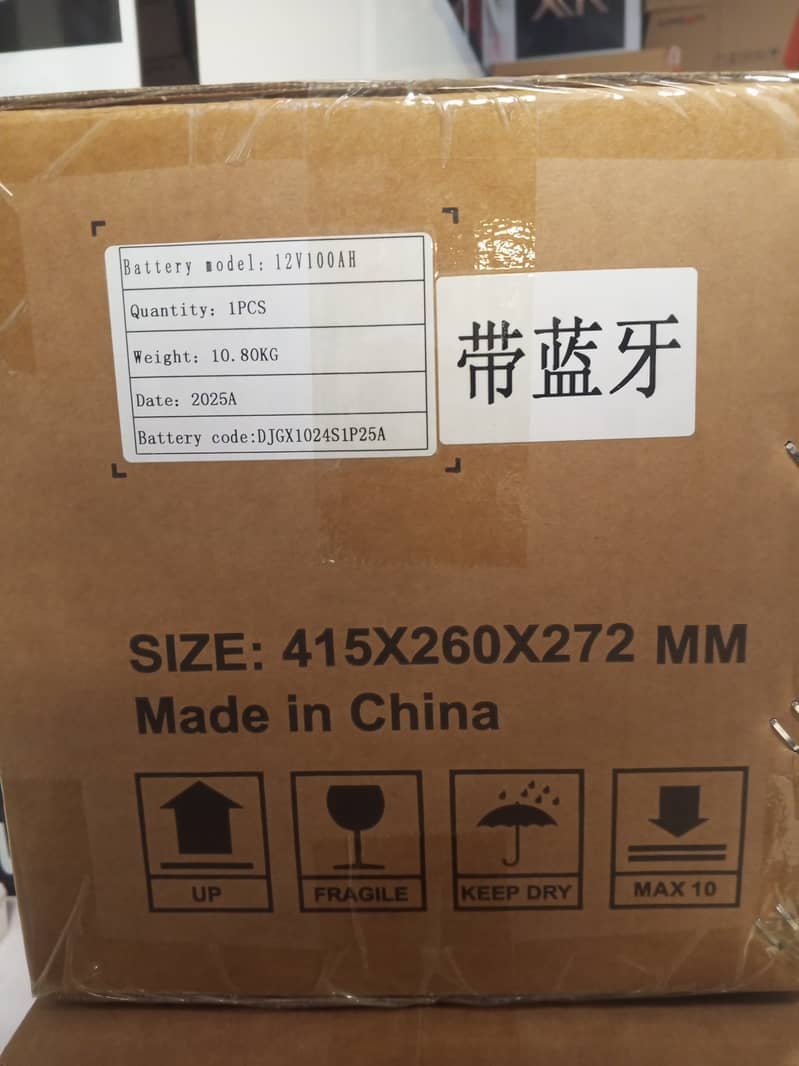 Battery model: 12V100AH
Quantity: 1PCS
Weight: 10.80KG
Date: 2025A
Battery code:DJGX1024S1P25A
带蓝牙
SIZE: 415X260X272 MM
Made in China
UP
FRAGILE
KEEP DRY
MAX 10